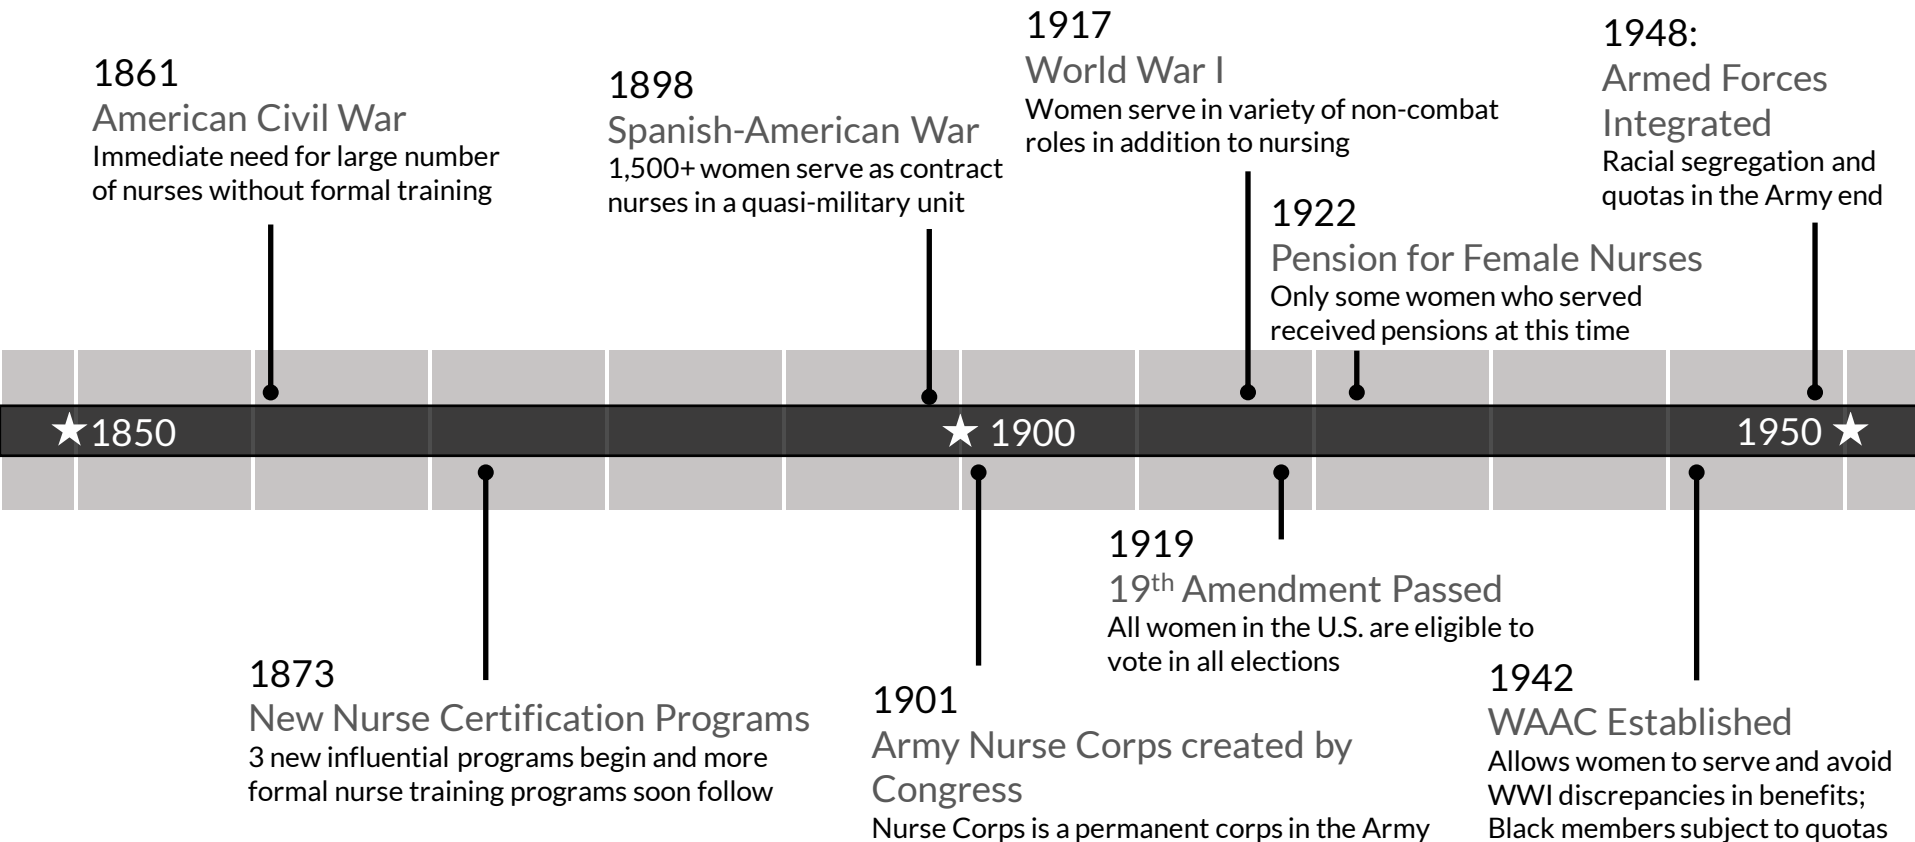 1861
American Civil War
Immediate need for large number
of nurses without formal training
1898
Spanish-American War
1,500+ women serve as contract
nurses in a quasi-military unit
1917
World War I
Women serve in variety of non-combat
roles in addition to nursing
1922
Pension for Female Nurses
Only some women who served
received pensions at this time
1948:
Armed Forces
Integrated
Racial segregation and
quotas in the Army end
★1850
★ 1900
1950 ★
1873
New Nurse Certification Programs
3 new influential programs begin and more
formal nurse training programs soon follow
1901
Army Nurse Corps created by
Congress
Nurse Corps is a permanent corps in the Army
1919
19th Amendment Passed
All women in the U.S. are eligible to
vote in all elections
1942
WAAC Established
Allows women to serve and avoid
WWI discrepancies in benefits;
Black members subject to quotas